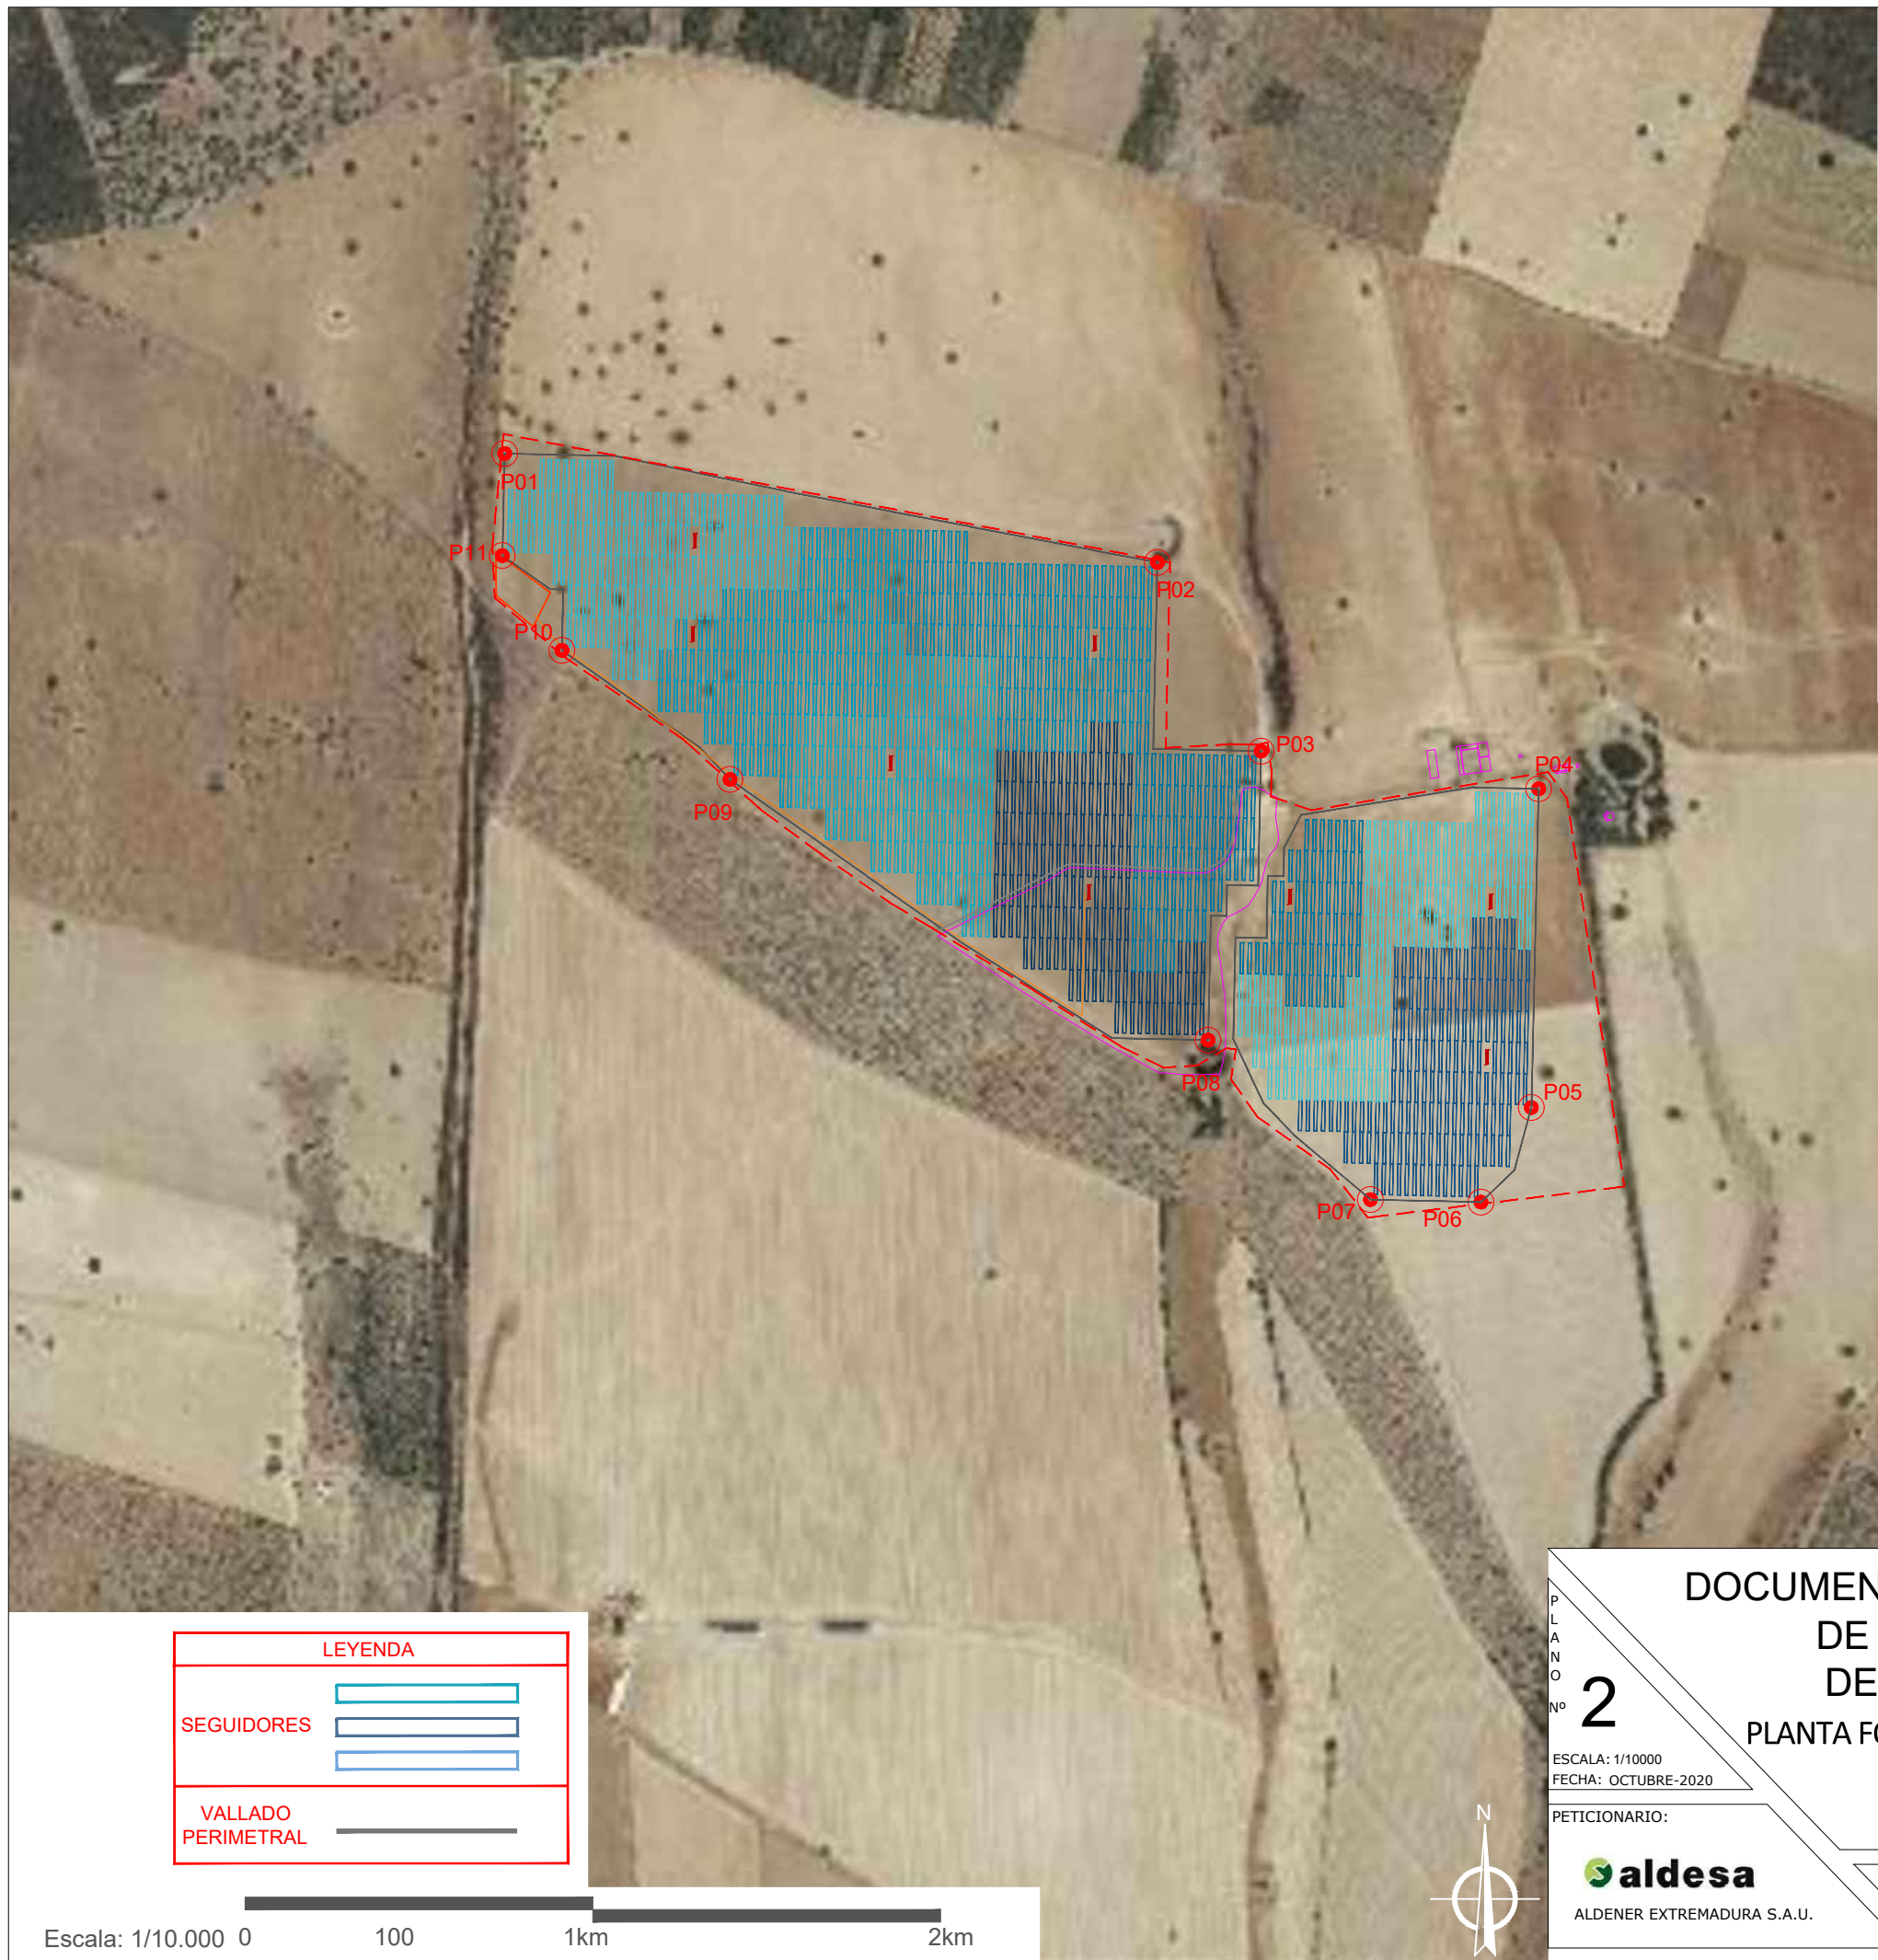 P01
P11
P02
P10
P03
P04
P09
P05
P08
P07
P06
LEYENDA
SEGUIDORES
VALLADO
PERIMETRAL
Escala: 1/10.000 0 100 1km 2km
N
PLANO Nº
2
ESCALA: 1/10000
FECHA: OCTUBRE-2020
DOCUMEN
DE
DE
PLANTA FO
PETICIONARIO:
aldesa
ALDENER EXTREMADURA S.A.U.